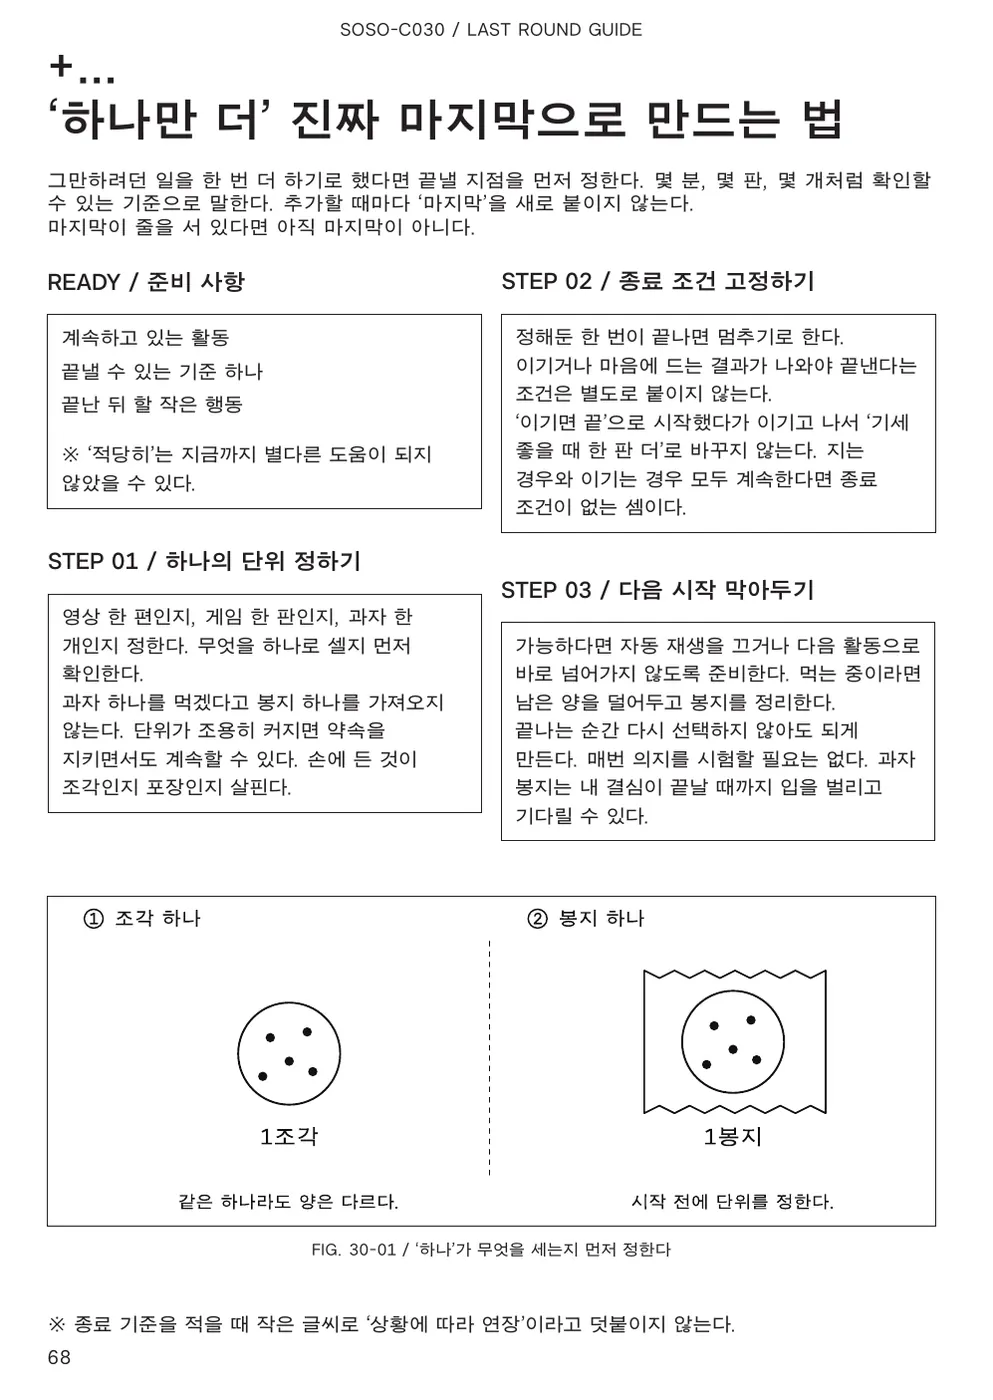 SOSO-C030 / LAST ROUND GUIDE
+...
‘하나만 더’ 진짜 마지막으로 만드는 법
그만하려던 일을 한 번 더 하기로 했다면 끝낼 지점을 먼저 정한다. 몇 분, 몇 판, 몇 개처럼 확인할
수 있는 기준으로 말한다. 추가할 때마다 ‘마지막’을 새로 붙이지 않는다.
마지막이 줄을 서 있다면 아직 마지막이 아니다.
READY / 준비 사항
계속하고 있는 활동
끝낼 수 있는 기준 하나
끝난 뒤 할 작은 행동
※ ‘적당히’는 지금까지 별다른 도움이 되지
않았을 수 있다.
STEP 01 / 하나의 단위 정하기
영상 한 편인지, 게임 한 판인지, 과자 한
개인지 정한다. 무엇을 하나로 셀지 먼저
확인한다.
과자 하나를 먹겠다고 봉지 하나를 가져오지
않는다. 단위가 조용히 커지면 약속을
지키면서도 계속할 수 있다. 손에 든 것이
조각인지 포장인지 살핀다.
STEP 02 / 종료 조건 고정하기
정해둔 한 번이 끝나면 멈추기로 한다.
이기거나 마음에 드는 결과가 나와야 끝낸다는
조건은 별도로 붙이지 않는다.
‘이기면 끝’으로 시작했다가 이기고 나서 ‘기세
좋을 때 한 판 더’로 바꾸지 않는다. 지는
경우와 이기는 경우 모두 계속한다면 종료
조건이 없는 셈이다.
STEP 03 / 다음 시작 막아두기
가능하다면 자동 재생을 끄거나 다음 활동으로
바로 넘어가지 않도록 준비한다. 먹는 중이라면
남은 양을 덜어두고 봉지를 정리한다.
끝나는 순간 다시 선택하지 않아도 되게
만든다. 매번 의지를 시험할 필요는 없다. 과자
봉지는 내 결심이 끝날 때까지 입을 벌리고
기다릴 수 있다.
① 조각 하나
1조각
같은 하나라도 양은 다르다.
② 봉지 하나
1봉지
시작 전에 단위를 정한다.
FIG. 30-01 / ‘하나’가 무엇을 세는지 먼저 정한다
※ 종료 기준을 적을 때 작은 글씨로 ‘상황에 따라 연장’이라고 덧붙이지 않는다.
68